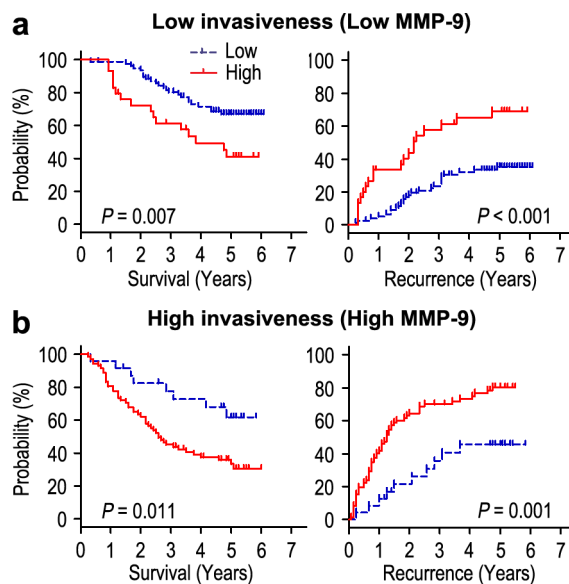 a
Low invasiveness (Low MMP-9)
Low
High
Probability (%)
100
80
60
40
20
0
P = 0.007
0 1 2 3 4 5 6 7
Survival (Years)
100
80
60
40
20
0
P < 0.001
0 1 2 3 4 5 6 7
Recurrence (Years)
b
High invasiveness (High MMP-9)
Probability (%)
100
80
60
40
20
0
P = 0.011
0 1 2 3 4 5 6 7
Survival (Years)
100
80
60
40
20
0
P = 0.001
0 1 2 3 4 5 6 7
Recurrence (Years)